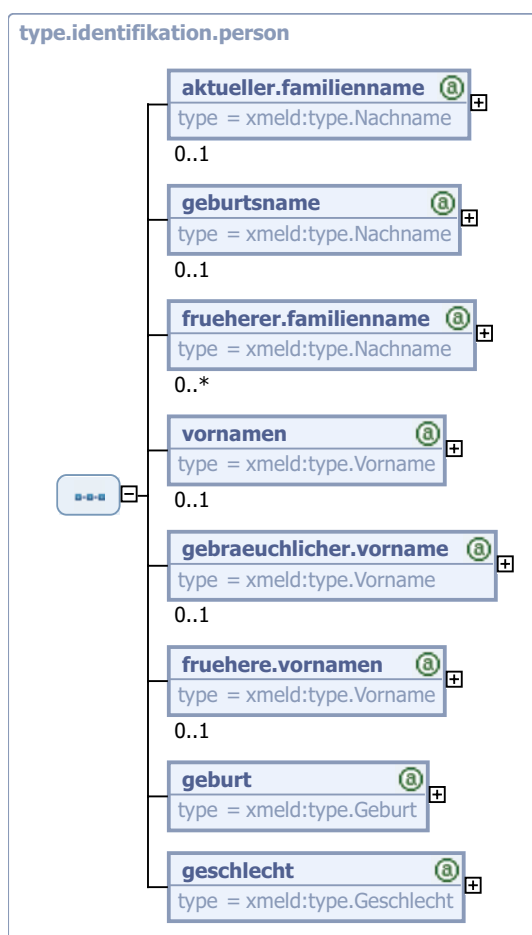 type.identifikation.person
aktueller.familienname @
type = xmeld:type.Nachname
0..1
geburtsname @
type = xmeld:type.Nachname
0..1
frueherer.familienname @
type = xmeld:type.Nachname
0..*
vornamen @
type = xmeld:type.Vorname
0..1
gebraeuchlicher.vorname @
type = xmeld:type.Vorname
0..1
fruehere.vornamen @
type = xmeld:type.Vorname
0..1
geburt @
type = xmeld:type.Geburt
geschlecht @
type = xmeld:type.Geschlecht